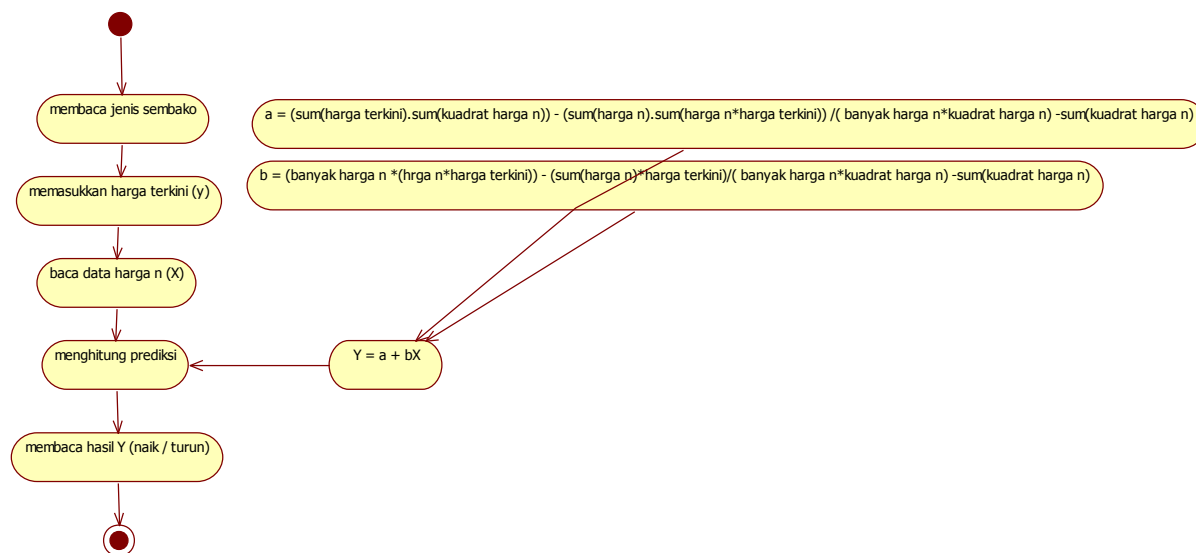 membaca jenis sembako
a = (sum(harga terkini).sum(kuadrat harga n)) - (sum(harga n).sum(harga n*harga terkini)) /( banyak harga n*kuadrat harga n) -sum(kuadrat harga n)
memasukkan harga terkini (y)
b = (banyak harga n *(hrga n*harga terkini)) - (sum(harga n)*harga terkini)/( banyak harga n*kuadrat harga n) -sum(kuadrat harga n)
baca data harga n (X)
menghitung prediksi
Y = a + bX
membaca hasil Y (naik / turun)